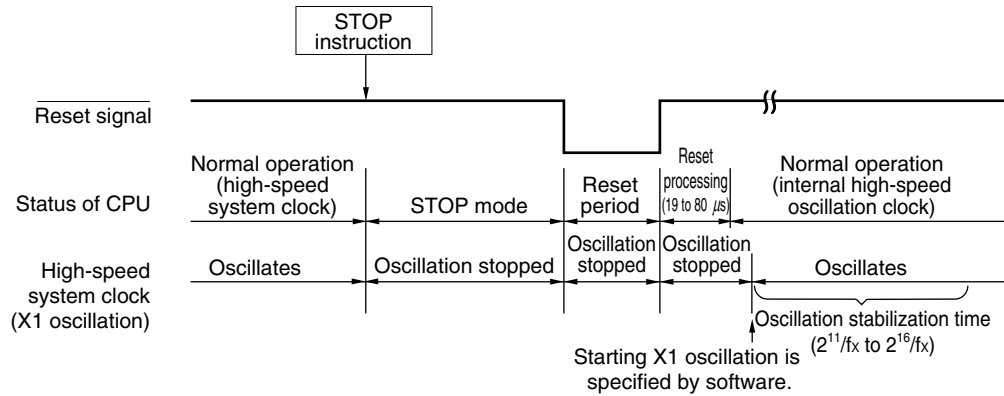 STOP
instruction
Reset signal
Status of CPU
Normal operation
(high-speed
system clock)
STOP mode
Reset
period
Reset
processing
(19 to 80 μs)
Normal operation
(internal high-speed
oscillation clock)
High-speed
system clock
(X1 oscillation)
Oscillates
Oscillation stopped
Oscillation
stopped
Oscillation
stopped
Oscillates
Oscillation stabilization time
(2¹¹/fx to 2¹⁶/fx)
Starting X1 oscillation is
specified by software.